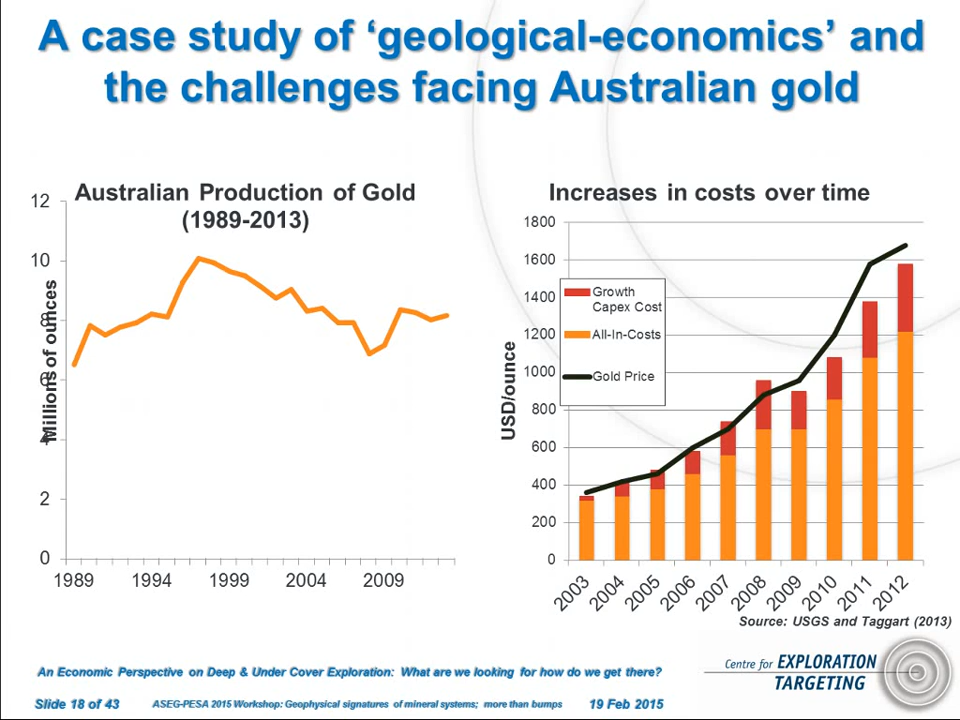 A case study of ‘geological-economics’ and
the challenges facing Australian gold
Australian Production of Gold
(1989-2013)
Millions of ounces
12
10
8
6
4
2
0
1989 1994 1999 2004 2009
Increases in costs over time
USD/ounce
1800
1600
1400
1200
1000
800
600
400
200
0
Growth
Capex Cost
All-In-Costs
Gold Price
2003 2004 2005 2006 2007 2008 2009 2010 2011 2012
Source: USGS and Taggart (2013)
An Economic Perspective on Deep & Under Cover Exploration: What are we looking for how do we get there?
Slide 18 of 43 ASEG-PESA 2015 Workshop: Geophysical signatures of mineral systems; more than bumps 19 Feb 2015
Centre for EXPLORATION
TARGETING